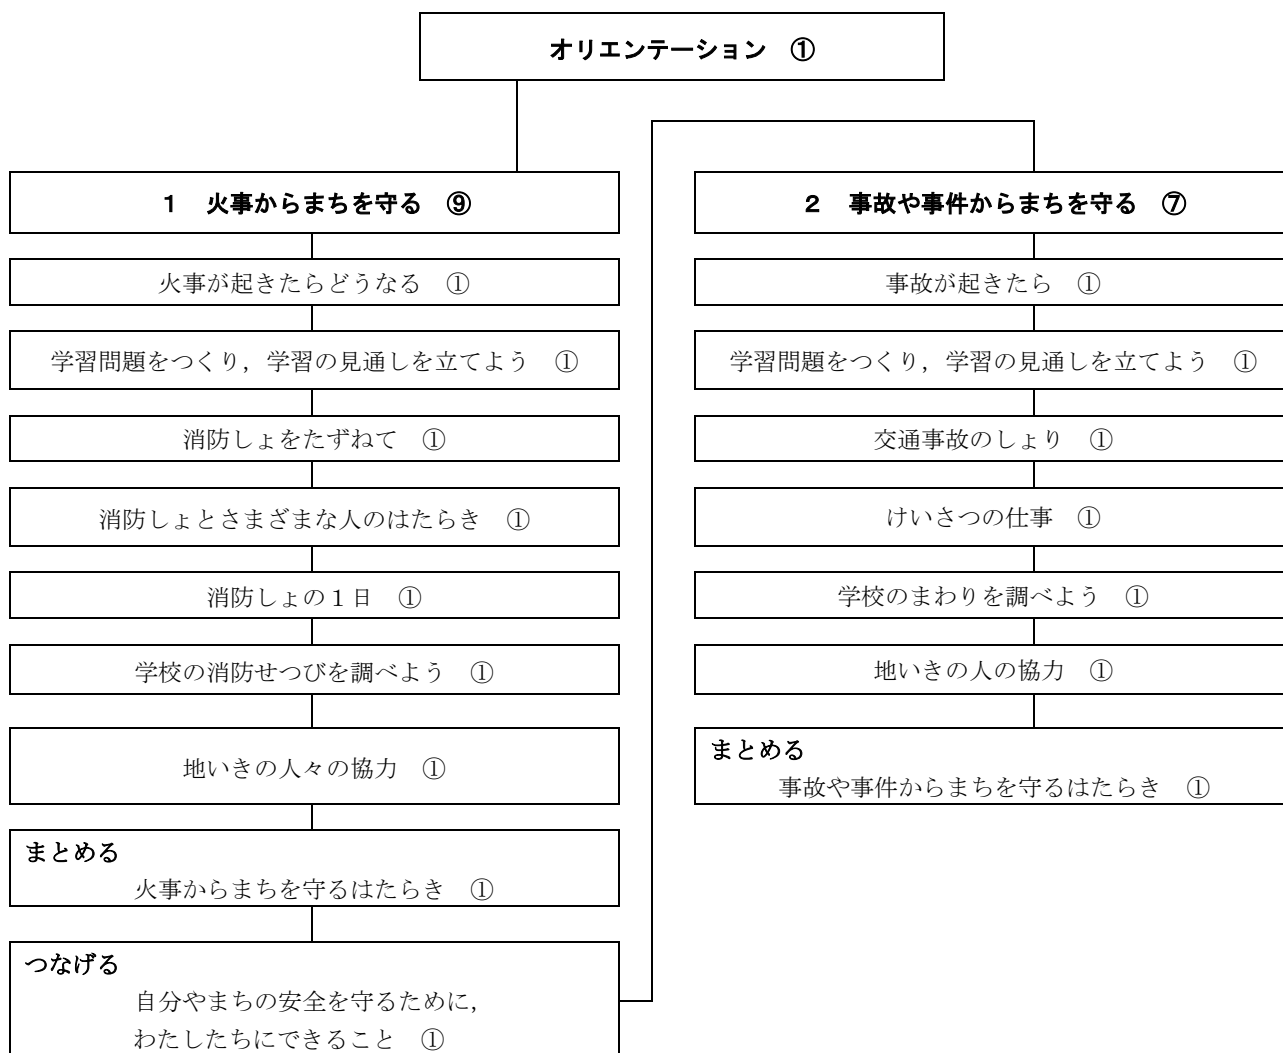 オリエンテーション　①
１　火事からまちを守る　⑨
火事が起きたらどうなる　①
学習問題をつくり，学習の見通しを立てよう　①
消防しょをたずねて　①
消防しょとさまざまな人のはたらき　①
消防しょの１日　①
学校の消防せつびを調べよう　①
地いきの人々の協力　①
まとめる
火事からまちを守るはたらき　①
つなげる
自分やまちの安全を守るために，
わたしたちにできること　①
２　事故や事件からまちを守る　⑦
事故が起きたら　①
学習問題をつくり，学習の見通しを立てよう　①
交通事故のしょり　①
けいさつの仕事　①
学校のまわりを調べよう　①
地いきの人の協力　①
まとめる
事故や事件からまちを守るはたらき　①